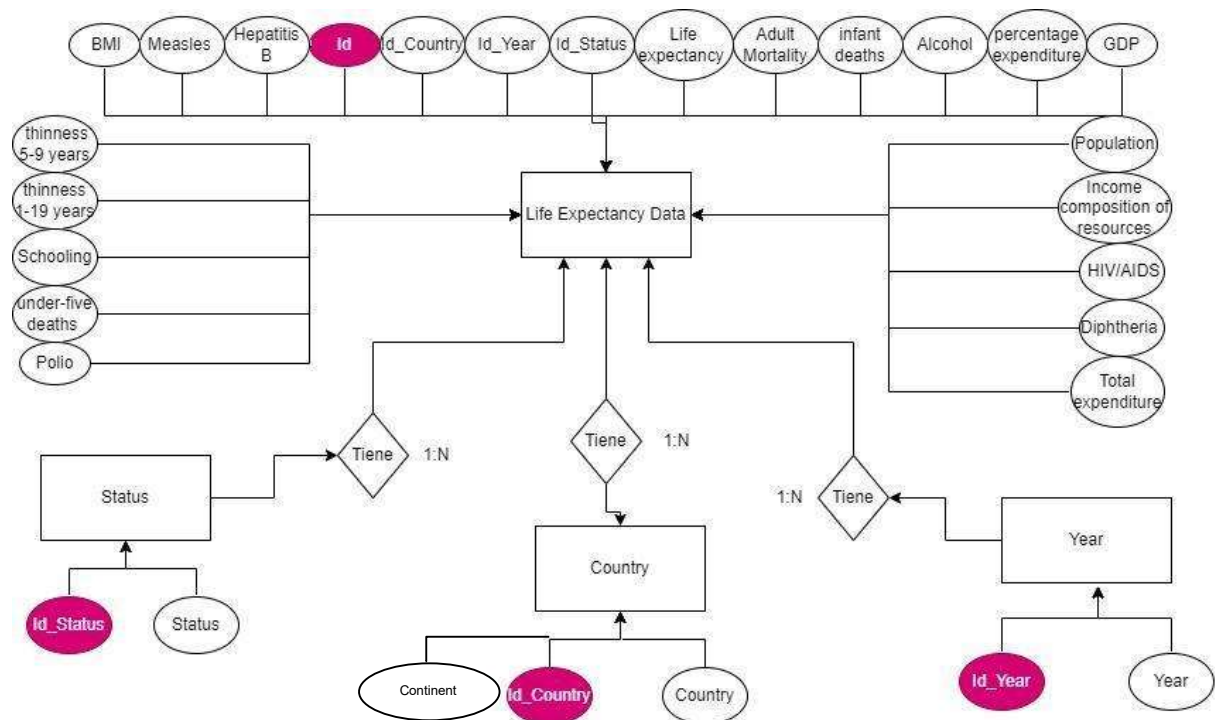 BMI
Measles
Hepatitis
B
Id
Id_Country
Id_Year
Id_Status
Life
expectancy
Adult
Mortality
infant
deaths
Alcohol
percentage
expenditure
GDP
thinness
5-9 years
thinness
1-19 years
Schooling
under-five
deaths
Polio
Life Expectancy Data
Population
Income
composition of
resources
HIV/AIDS
Diphtheria
Total
expenditure
Tiene
1:N
Tiene
1:N
1:N
Tiene
Status
Country
Year
Id_Status
Status
Continent
Id_Country
Country
Id_Year
Year